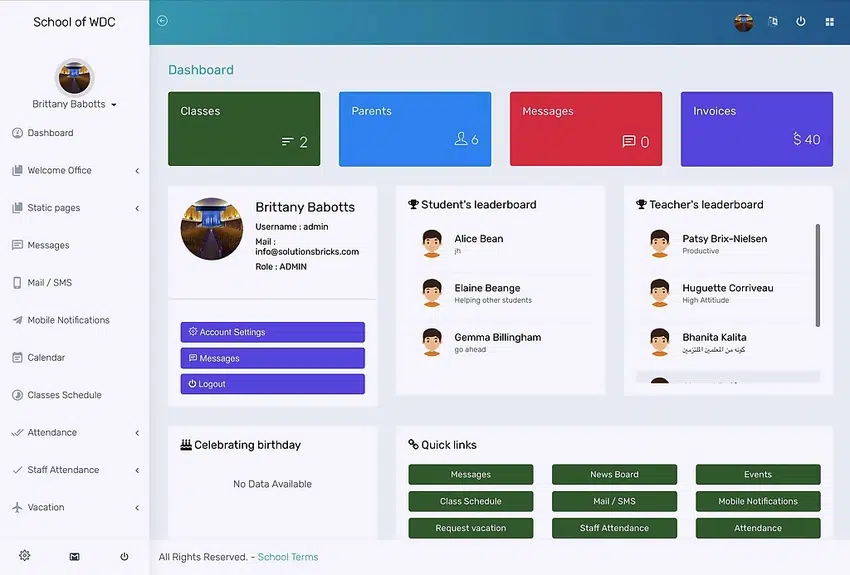 School of WDC
Brittany Babotts
Dashboard
Welcome Office
Static pages
Messages
Mail / SMS
Mobile Notifications
Calendar
Classes Schedule
Attendance
Staff Attendance
Vacation
Dashboard
Classes
2
Parents
6
Messages
0
Invoices
$ 40
Brittany Babotts
Username : admin
Mail :
info@solutionsbricks.com
Role : ADMIN
Account Settings
Messages
Logout
Student's leaderboard
Alice Bean
jh
Elaine Beange
Helping other students
Gemma Billingham
go ahead
Teacher's leaderboard
Patsy Brix-Nielsen
Productive
Huguette Corriveau
High Attitiude
Bhanita Kalita
كونه من المعلمين الملتزمين
Celebrating birthday
No Data Available
Quick links
Messages
News Board
Events
Class Schedule
Mail / SMS
Mobile Notifications
Request vacation
Staff Attendance
Attendance
All Rights Reserved. - School Terms